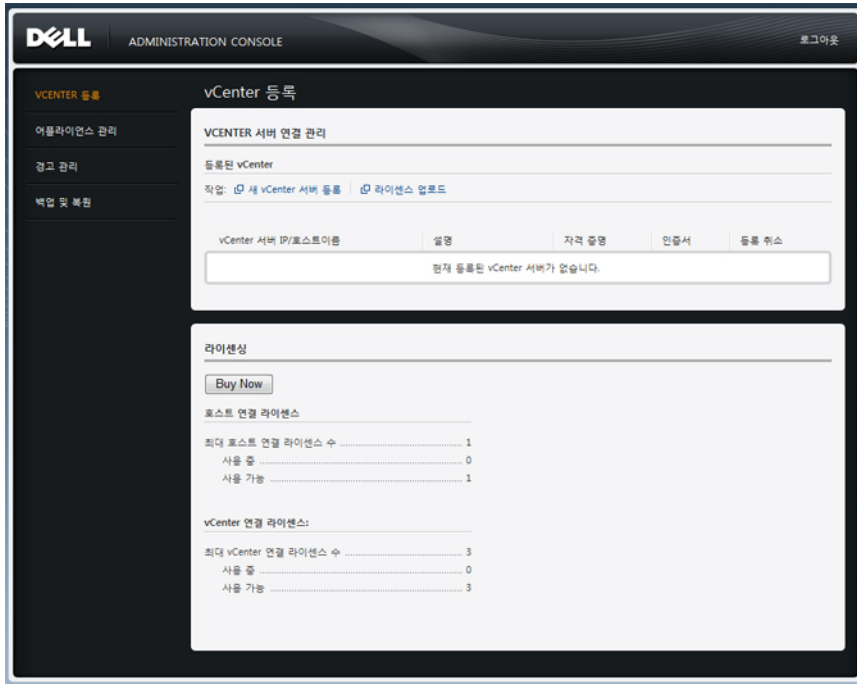 DELL ADMINISTRATION CONSOLE 로그아웃
VCENTER 등록
어플라이언스 관리
경고 관리
백업 및 복원
vCenter 등록
VCENTER 서버 연결 관리
등록된 vCenter
작업: 새 vCenter 서버 등록 라이센스 업로드
vCenter 서버 IP/호스트이름 설명 자격 증명 인증서 등록 취소
현재 등록된 vCenter 서버가 없습니다.
라이센싱
Buy Now
호스트 연결 라이센스
최대 호스트 연결 라이센스 수 1
사용 중 0
사용 가능 1
vCenter 연결 라이센스:
최대 vCenter 연결 라이센스 수 3
사용 중 0
사용 가능 3